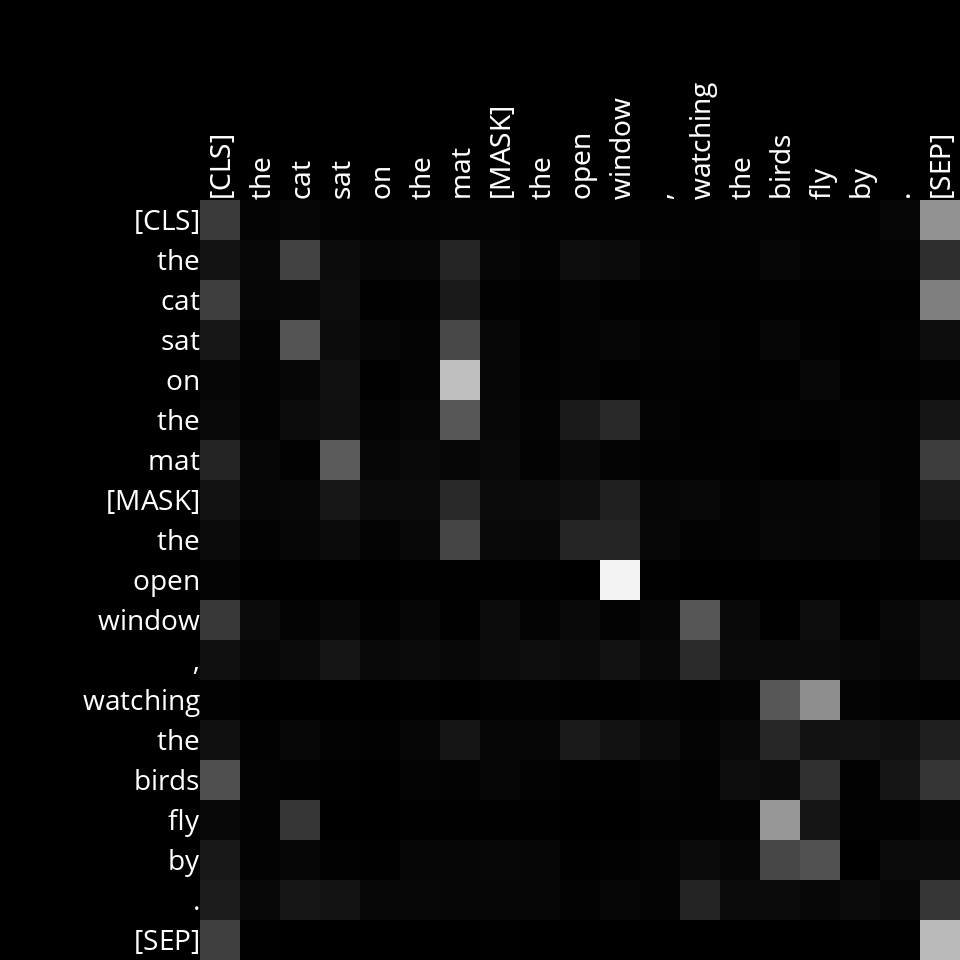 [CLS] the cat sat on the mat [MASK] the open window , watching the birds fly by . [SEP]
[CLS]
the
cat
sat
on
the
mat
[MASK]
the
open
window
,
watching
the
birds
fly
by
.
[SEP]